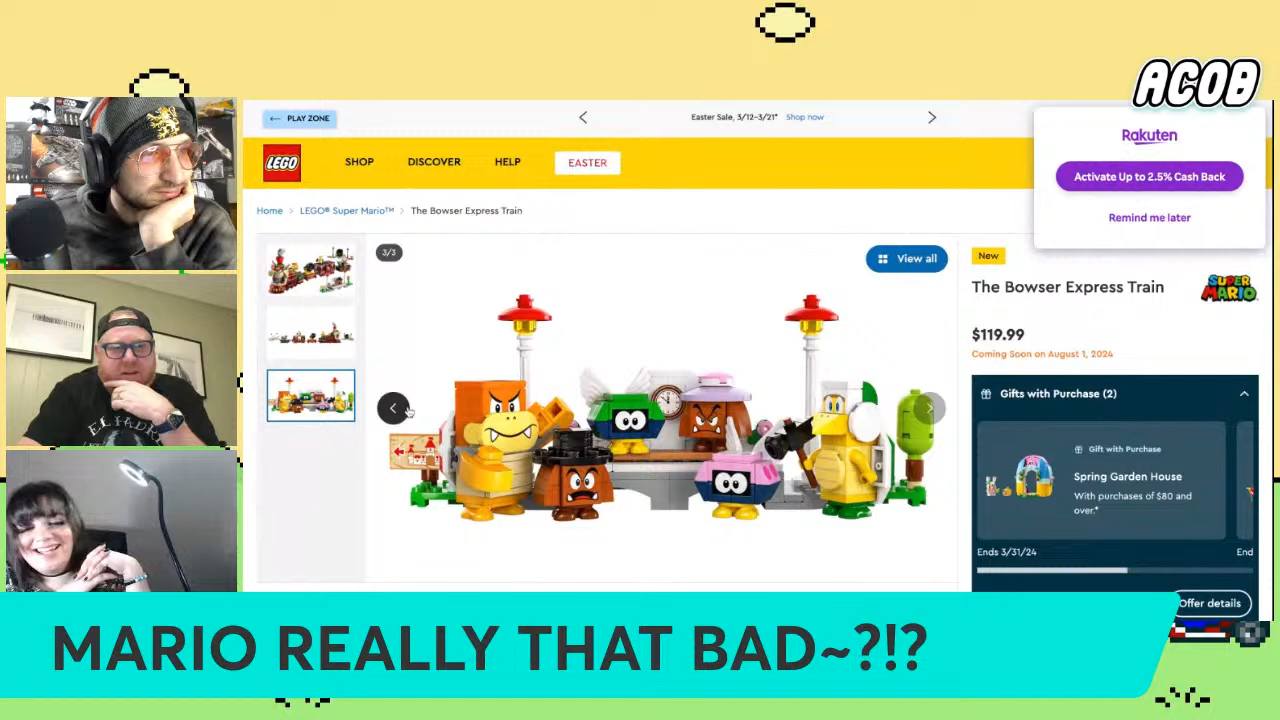 ACOB
← PLAY ZONE
Easter Sale, 3/12-3/21* Shop now
Rakuten
Activate Up to 2.5% Cash Back
Remind me later
LEGO
SHOP
DISCOVER
HELP
EASTER
Home > LEGO® Super Mario™ > The Bowser Express Train
3/3
View all
New
The Bowser Express Train
SUPER
MARIO
$119.99
Coming Soon on August 1, 2024
Gifts with Purchase (2)
Gift with Purchase
Spring Garden House
With purchases of $80 and
over.*
Ends 3/31/24
End
Offer details
MARIO REALLY THAT BAD~?!?